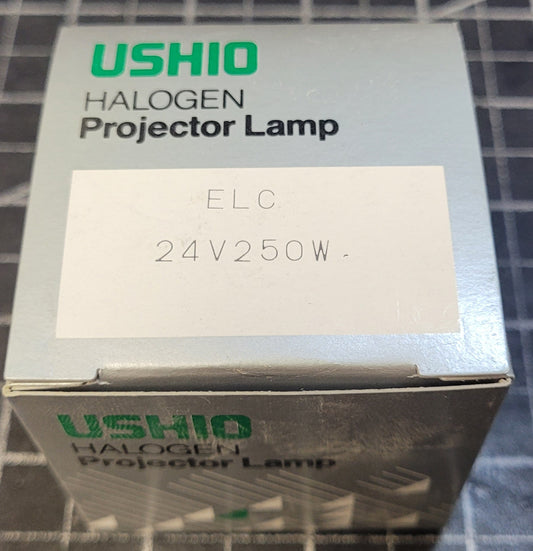 USHIO
HALOGEN
Projector Lamp
ELC
24V250W.
USHIO
HALOGEN
Projector Lamp